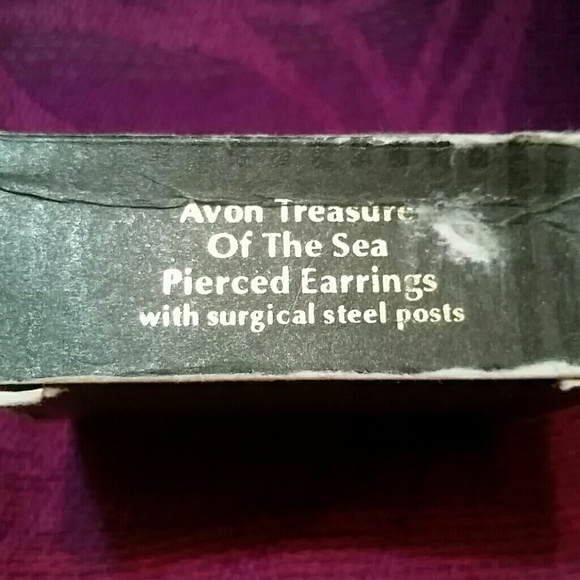 Avon Treasure
Of The Sea
Pierced Earrings
with surgical steel posts